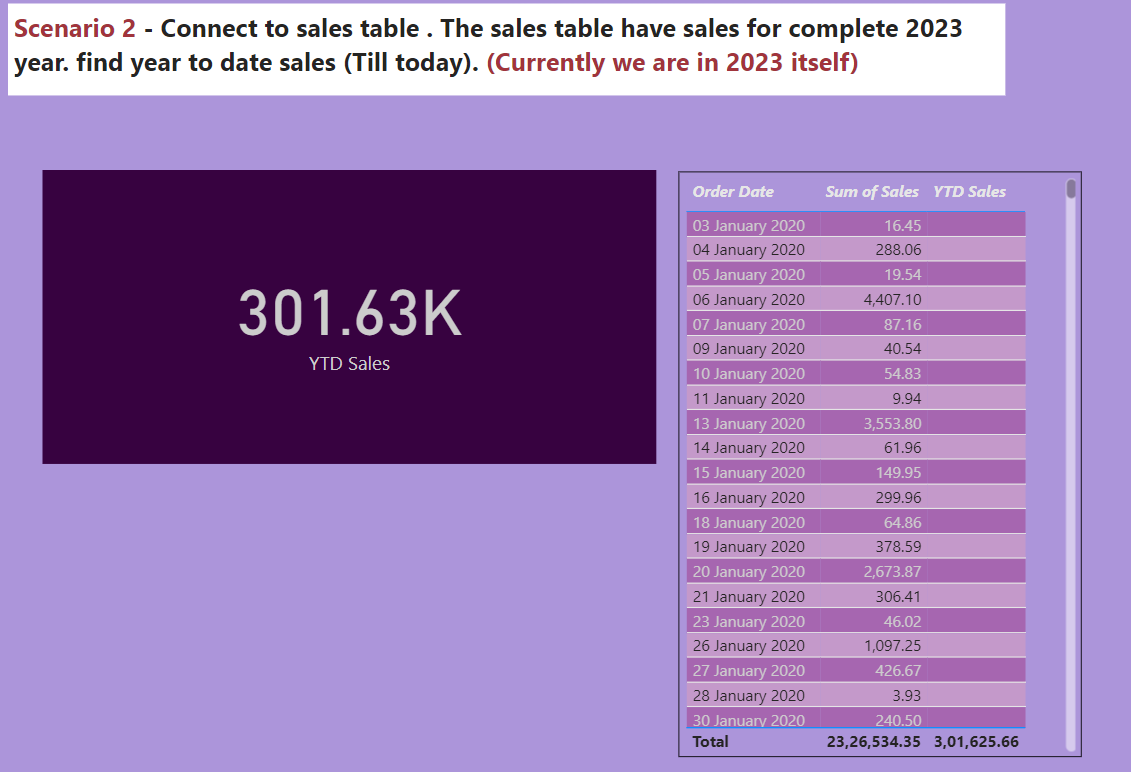 Scenario 2 - Connect to sales table . The sales table have sales for complete 2023
year. find year to date sales (Till today). (Currently we are in 2023 itself)
301.63K
YTD Sales
Order Date Sum of Sales YTD Sales
03 January 2020 16.45
04 January 2020 288.06
05 January 2020 19.54
06 January 2020 4,407.10
07 January 2020 87.16
09 January 2020 40.54
10 January 2020 54.83
11 January 2020 9.94
13 January 2020 3,553.80
14 January 2020 61.96
15 January 2020 149.95
16 January 2020 299.96
18 January 2020 64.86
19 January 2020 378.59
20 January 2020 2,673.87
21 January 2020 306.41
23 January 2020 46.02
26 January 2020 1,097.25
27 January 2020 426.67
28 January 2020 3.93
30 January 2020 240.50
Total 23,26,534.35 3,01,625.66